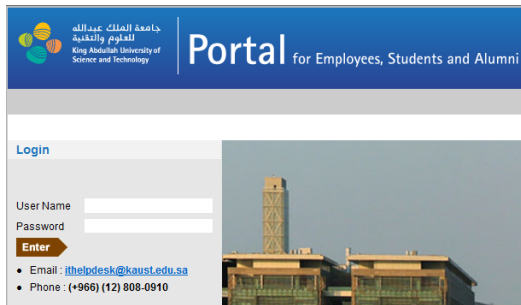 جامعة الملك عبدالله
للعلوم والتقنية
King Abdullah University of
Science and Technology
Portal for Employees, Students and Alumni
Login
User Name
Password
Enter
• Email : ithelpdesk@kaust.edu.sa
• Phone : (+966) (12) 808-0910